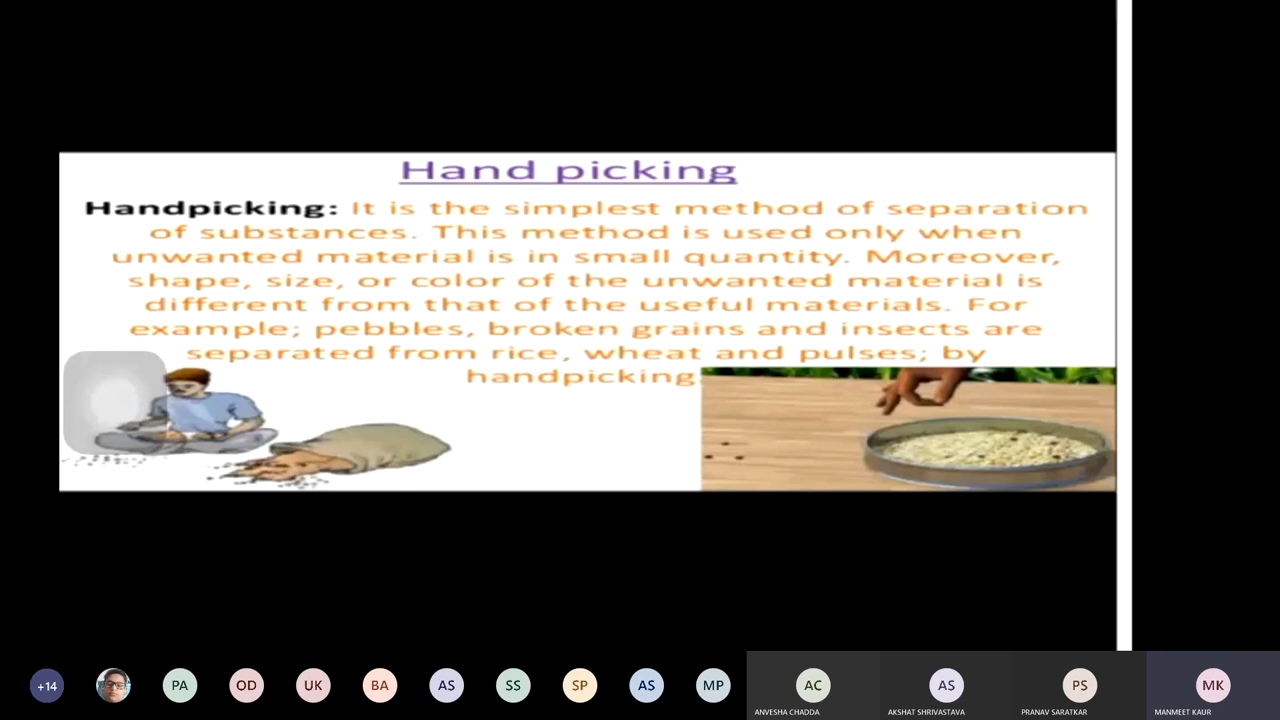 Hand picking
Handpicking: It is the simplest method of separation
of substances. This method is used only when
unwanted material is in small quantity. Moreover,
shape, size, or color of the unwanted material is
different from that of the useful materials. For
example; pebbles, broken grains and insects are
separated from rice, wheat and pulses; by
handpicking.
+14
PA
OD
UK
BA
AS
SS
SP
AS
MP
AC
AS
PS
MK
ANVESHA CHADDA
AKSHAT SHRIVASTAVA
PRANAV SARATKAR
MANMEET KAUR